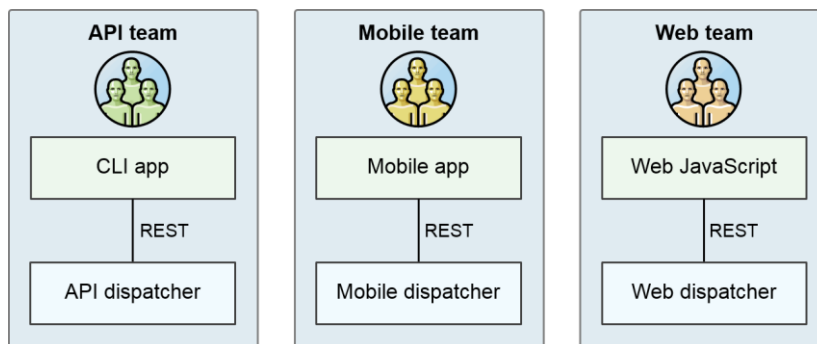 API team
Mobile team
Web team
CLI app
Mobile app
Web JavaScript
REST
REST
REST
API dispatcher
Mobile dispatcher
Web dispatcher